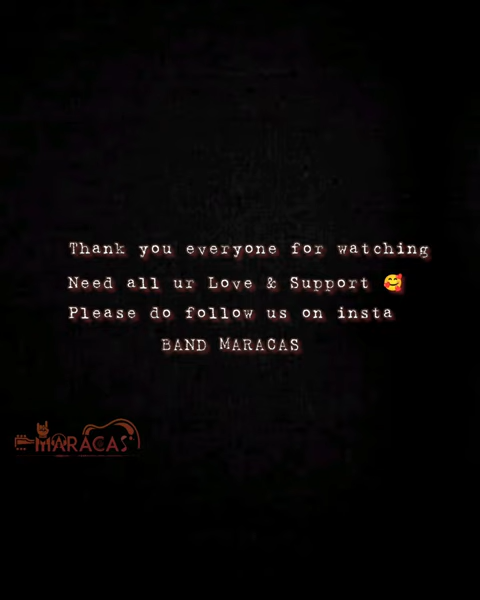 Thank you everyone for watching
Need all ur Love & Support 🥰
Please do follow us on insta
BAND MARACAS
MARACAS